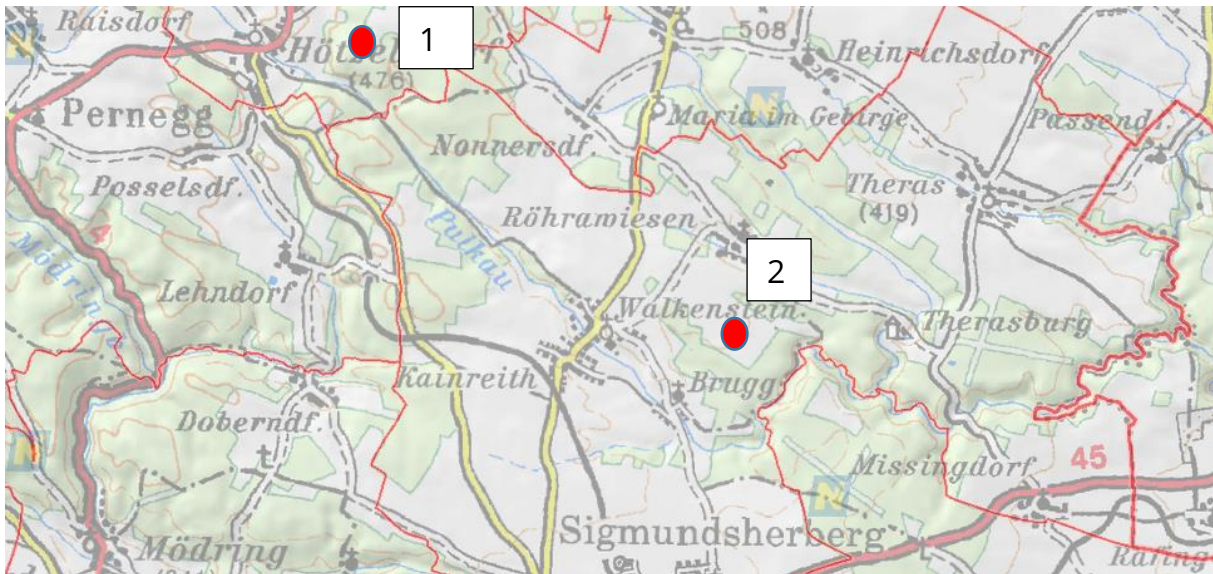 Raisdorf
1
508
Heinrichsdorf
(476)
Pernegg
Maria im Gebirge
Passend.
Nonnersdf.
Posselsdf.
Theras
(419)
Röhrawiesen
Pulkau
4
2
Lehndorf
Walkenstein.
Therasburg
Kainreith
Brugg
Doberndf.
Missingdorf
45
Sigmundsherberg
Mödring
N
N
N
N